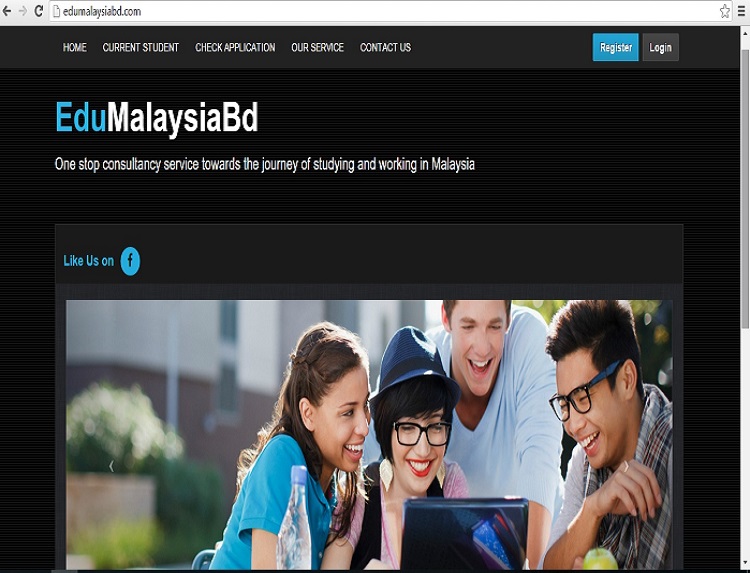 edumalaysiabd.com
HOME CURRENT STUDENT CHECK APPLICATION OUR SERVICE CONTACT US Register Login
EduMalaysiaBd
One stop consultancy service towards the journey of studying and working in Malaysia
Like Us on f